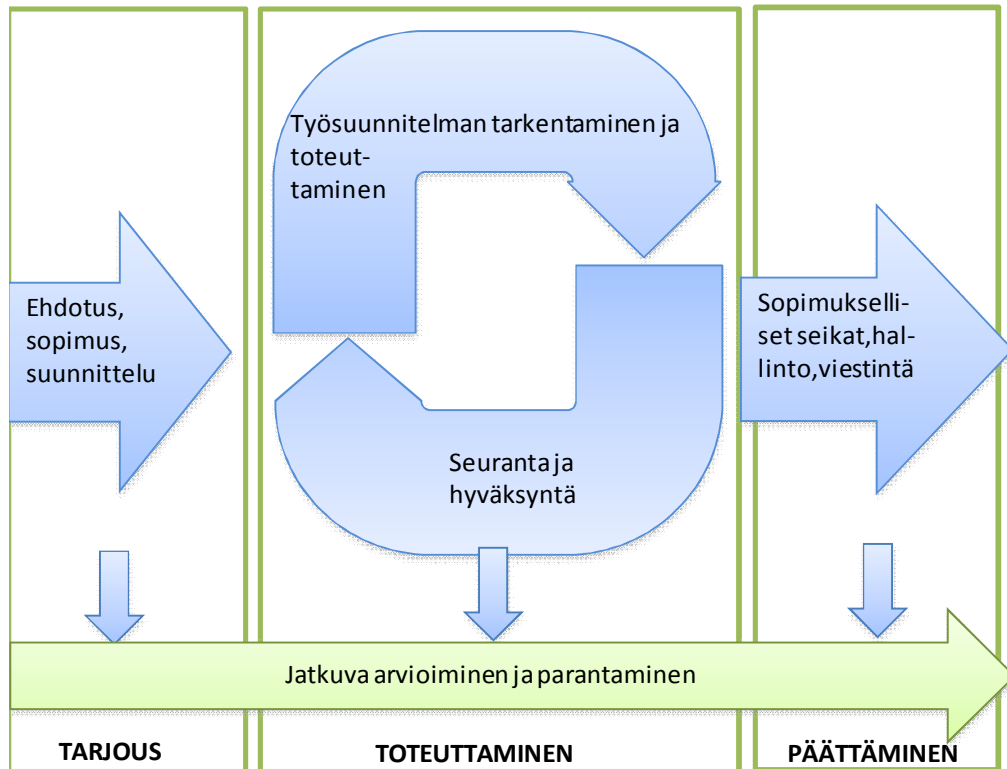 Työsuunnitelman tarkentaminen ja
toteut-
taminen
Ehdotus,
sopimus,
suunnittelu
Sopimukselli-
set seikat,hal-
linto,viestintä
Seuranta ja
hyväksyntä
Jatkuva arvioiminen ja parantaminen
TARJOUS
TOTEUTTAMINEN
PÄÄTTÄMINEN